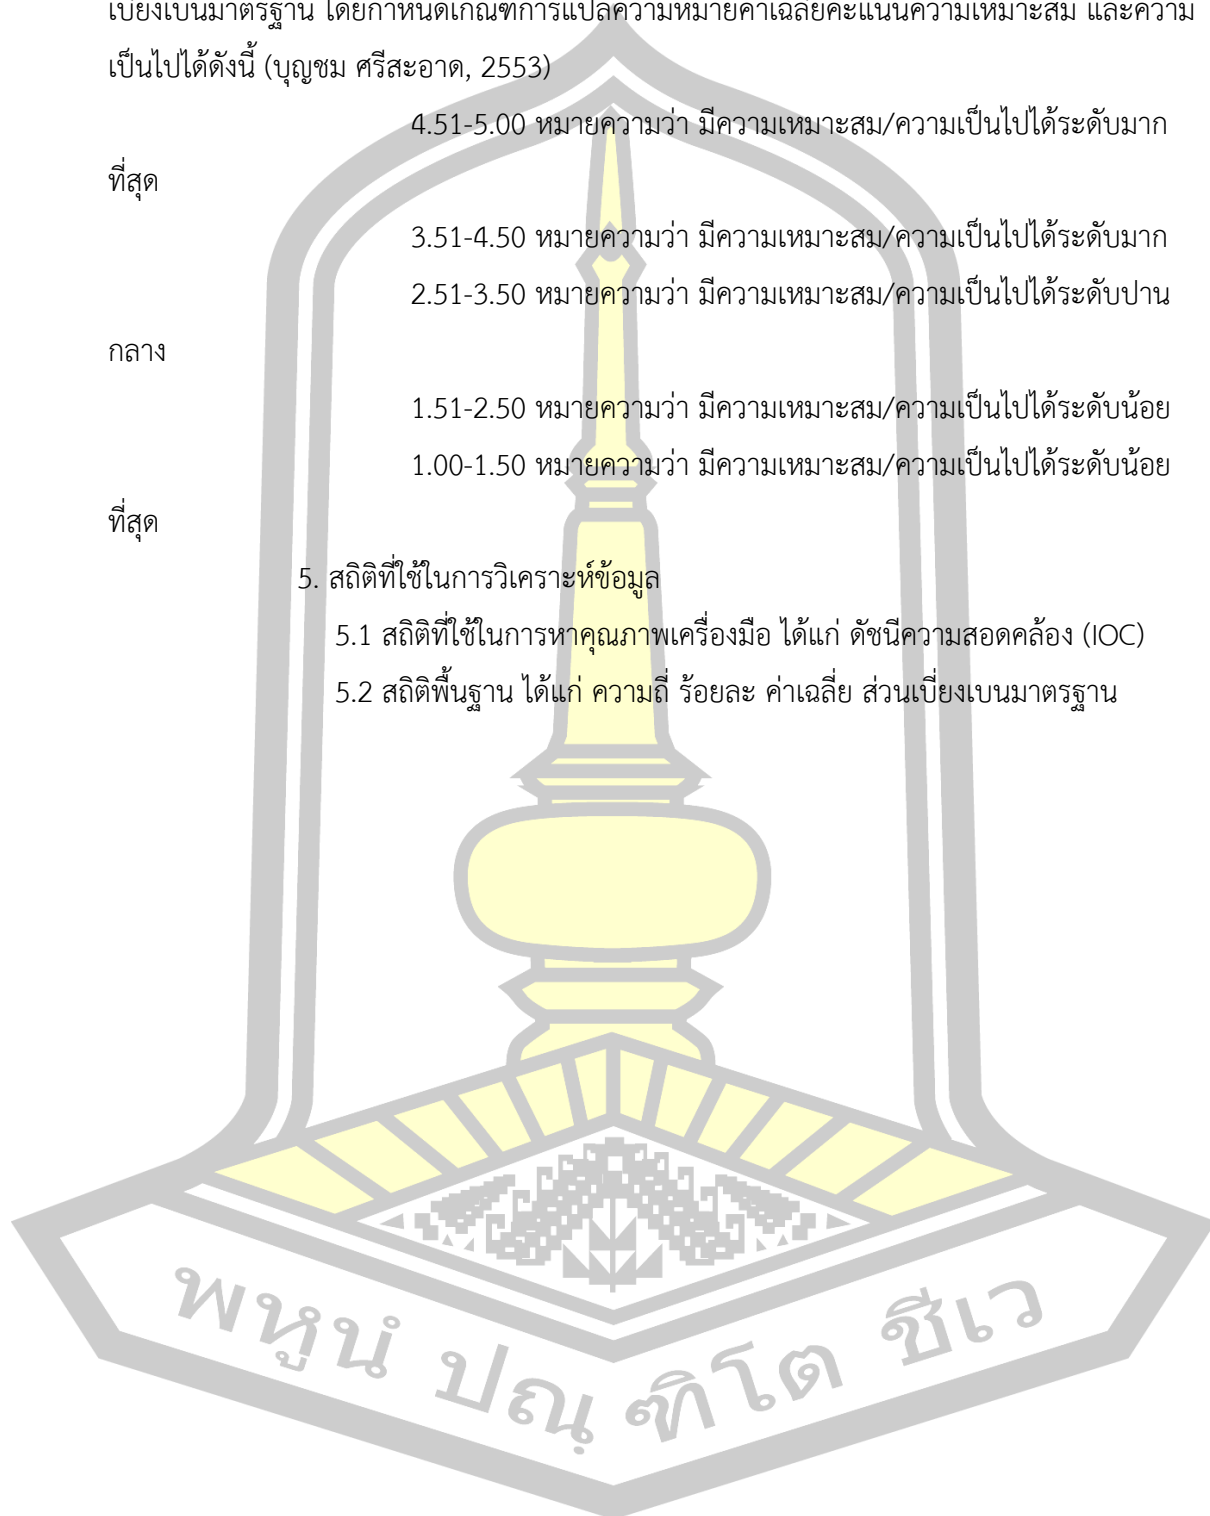 เบี่ยงเบนมาตรฐาน โดยกำหนดเกณฑ์การแปลความหมายค่าเฉลี่ยคะแนนความเหมาะสม และความ
เป็นไปได้ดังนี้ (บุญชม ศรีสะอาด, 2553)
4.51-5.00 หมายความว่า มีความเหมาะสม/ความเป็นไปได้ระดับมาก
ที่สุด
3.51-4.50 หมายความว่า มีความเหมาะสม/ความเป็นไปได้ระดับมาก
2.51-3.50 หมายความว่า มีความเหมาะสม/ความเป็นไปได้ระดับปาน
กลาง
1.51-2.50 หมายความว่า มีความเหมาะสม/ความเป็นไปได้ระดับน้อย
1.00-1.50 หมายความว่า มีความเหมาะสม/ความเป็นไปได้ระดับน้อย
ที่สุด
5. สถิติที่ใช้ในการวิเคราะห์ข้อมูล
5.1 สถิติที่ใช้ในการหาคุณภาพเครื่องมือ ได้แก่ ดัชนีความสอดคล้อง (IOC)
5.2 สถิติพื้นฐาน ได้แก่ ความถี่ ร้อยละ ค่าเฉลี่ย ส่วนเบี่ยงเบนมาตรฐาน
พหูนํ ปณฺฑิโต ชีเว